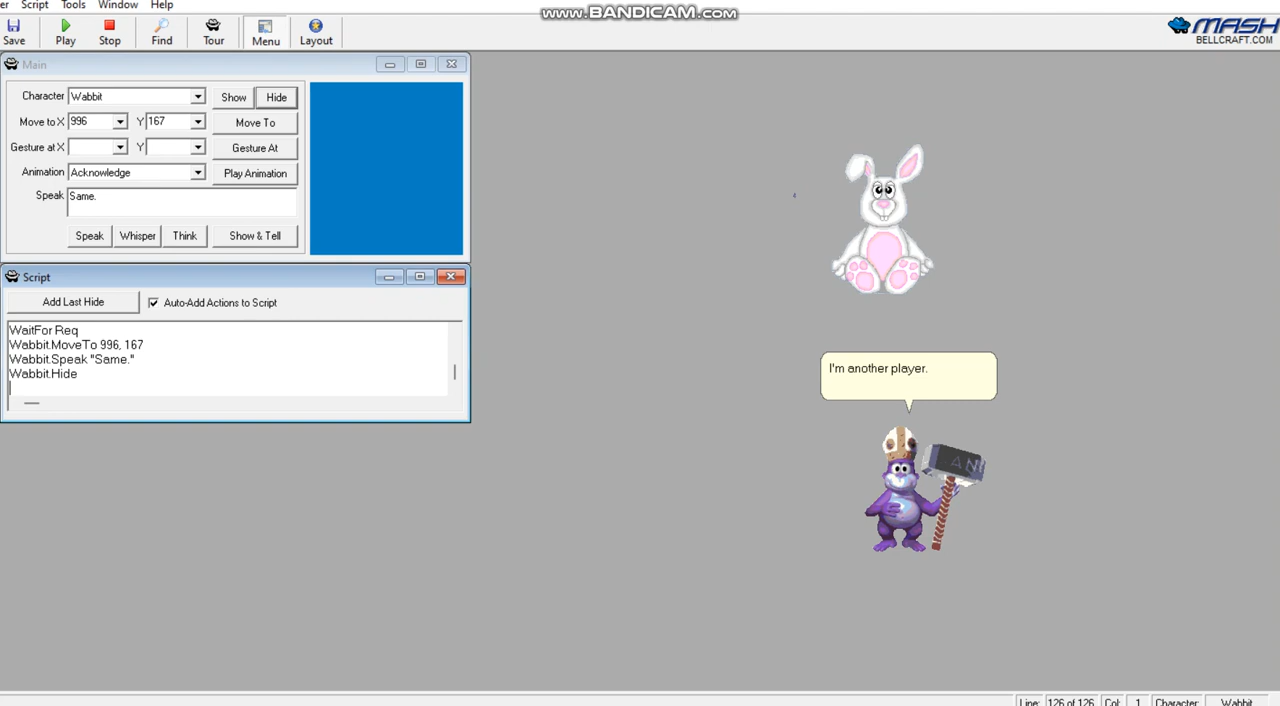 www.BANDICAM.com
er Script Tools Window Help
Save Play Stop Find Tour Menu Layout
MASH
BELLCRAFT.COM
Main
Character Wabbit Show Hide
Move to X 996 Y 167 Move To
Gesture at X Y Gesture At
Animation Acknowledge Play Animation
Speak Same.
Speak Whisper Think Show & Tell
Script
Add Last Hide Auto-Add Actions to Script
WaitFor Req
Wabbit.MoveTo 996, 167
Wabbit.Speak "Same."
Wabbit.Hide
I'm another player.
Line: 126 of 126 Col: 1 Character: Wabbit